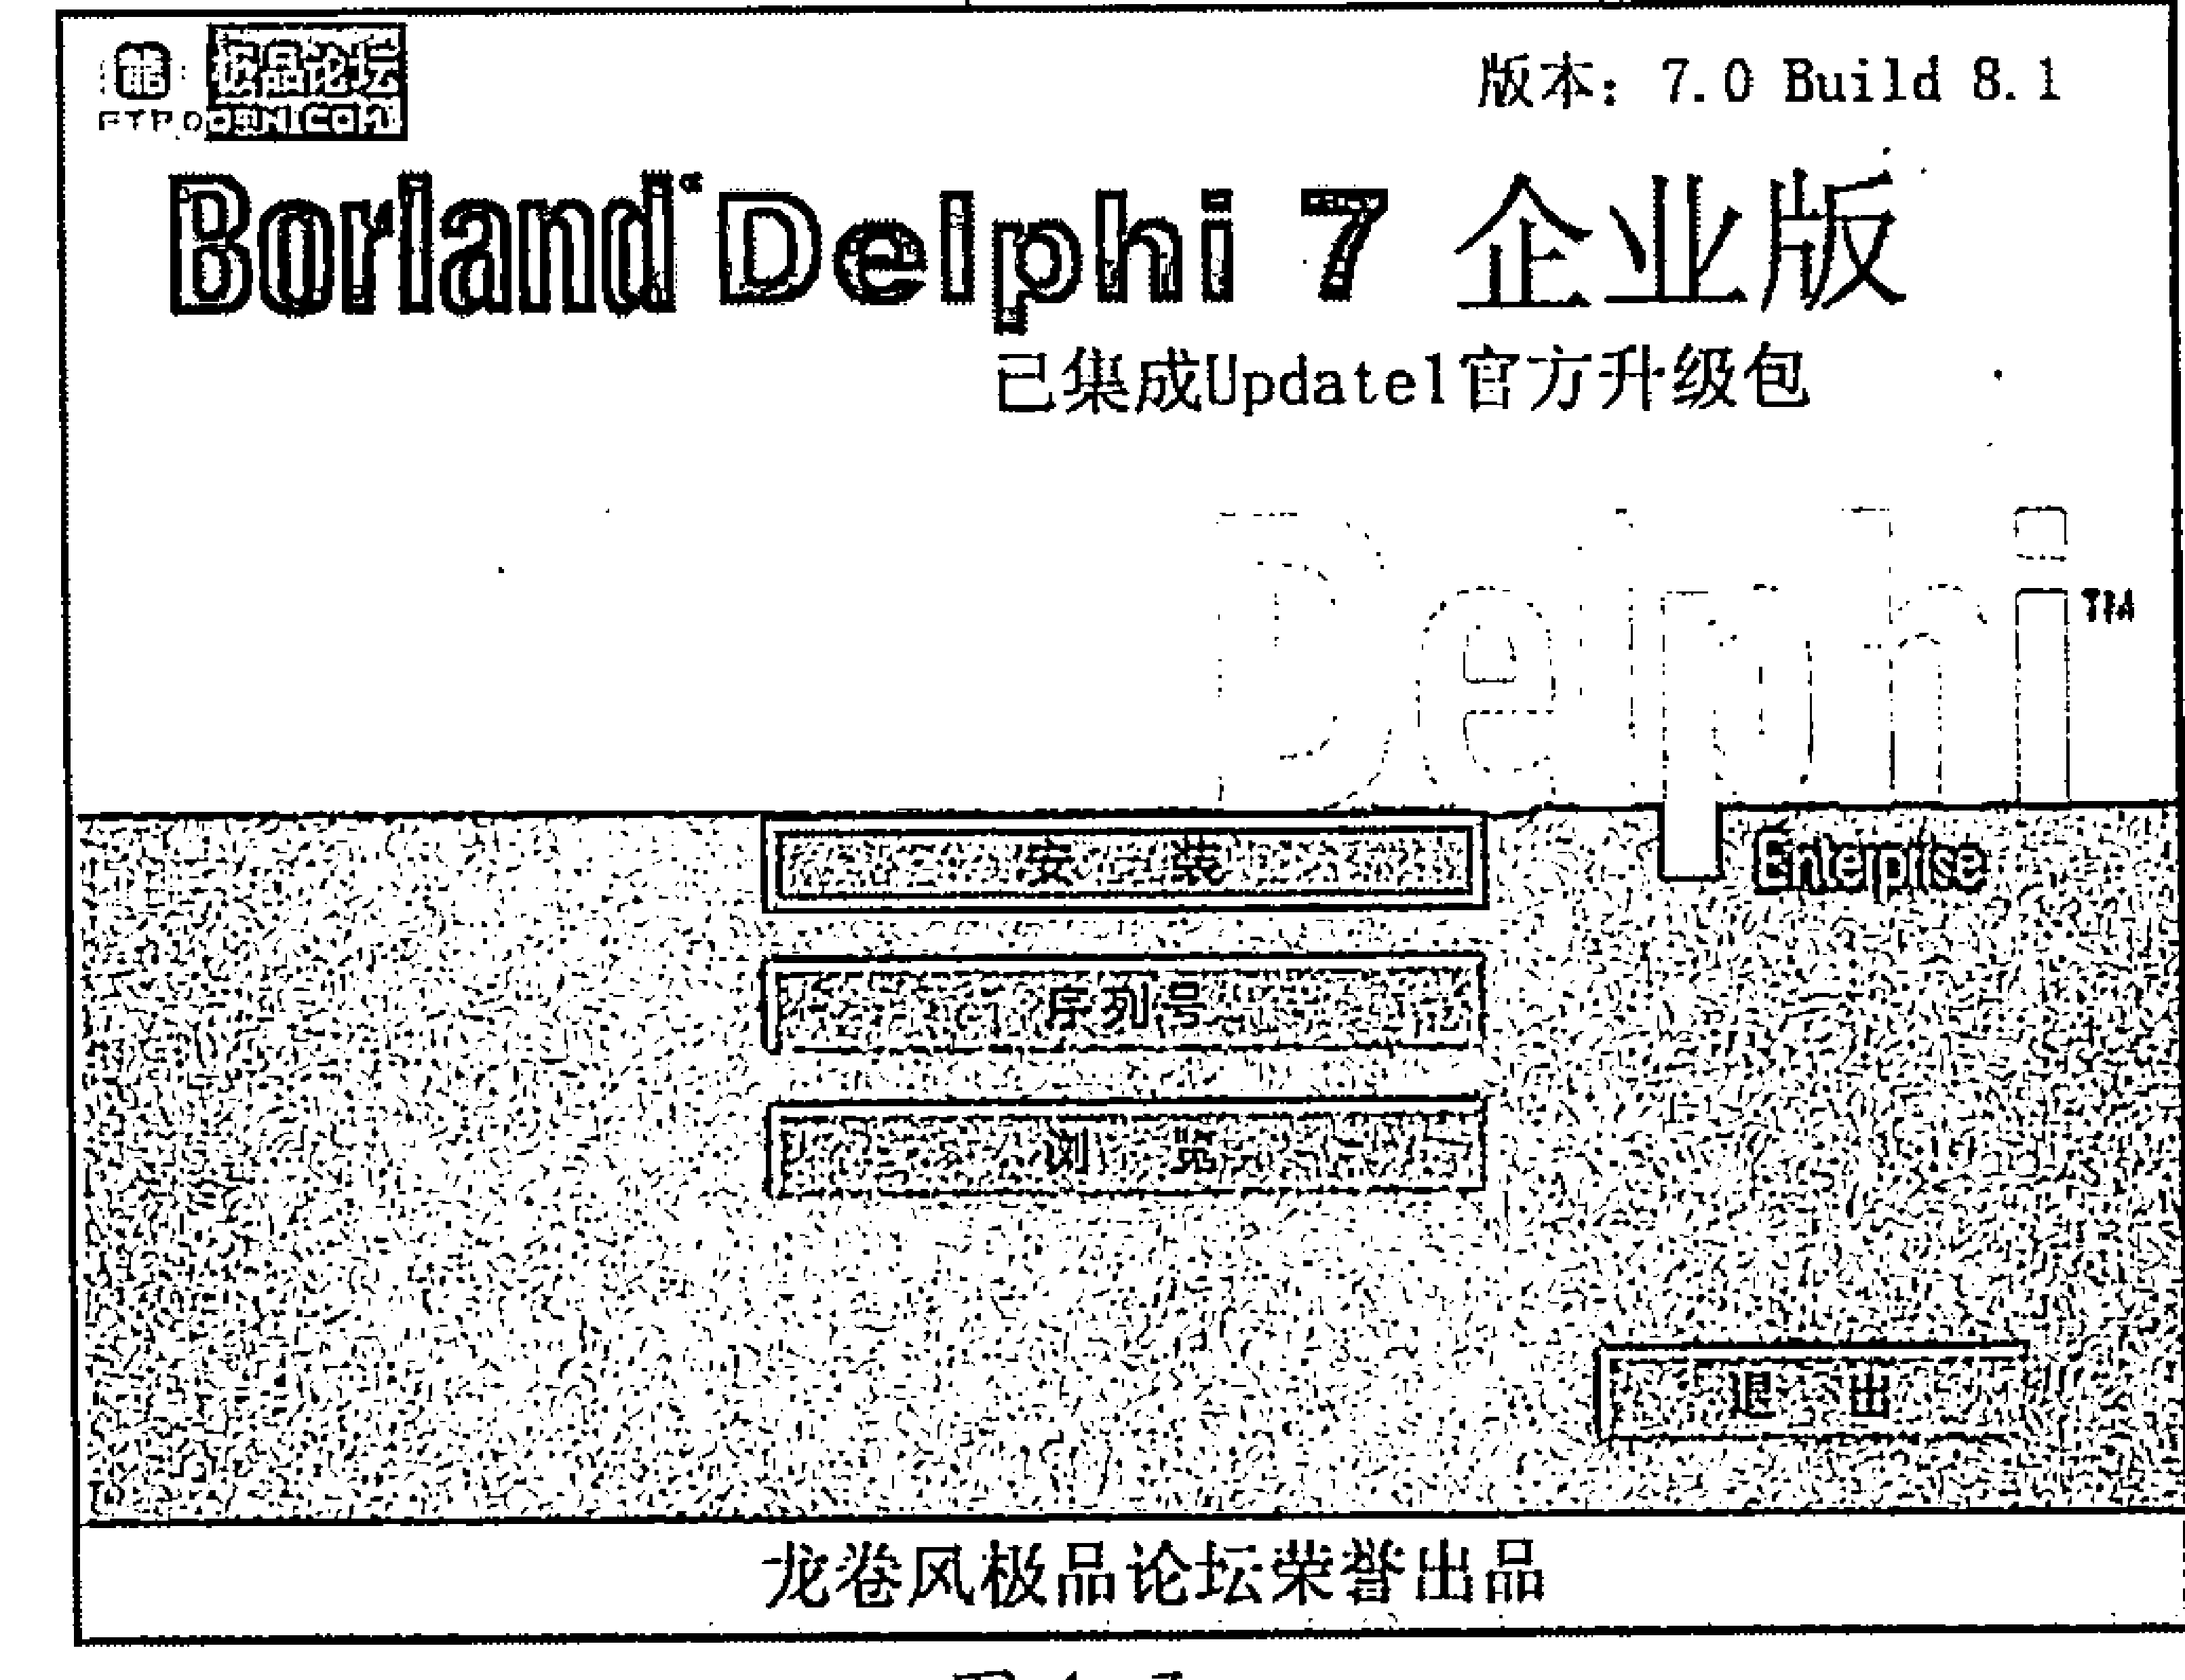 极品论坛
版本: 7.0 Build 8.1
Borland Delphi 7 企业版
已集成Update1官方升级包
Delphi TM
Enterprise
安 装
序列号
浏 览
退 出
龙卷风极品论坛荣誉出品